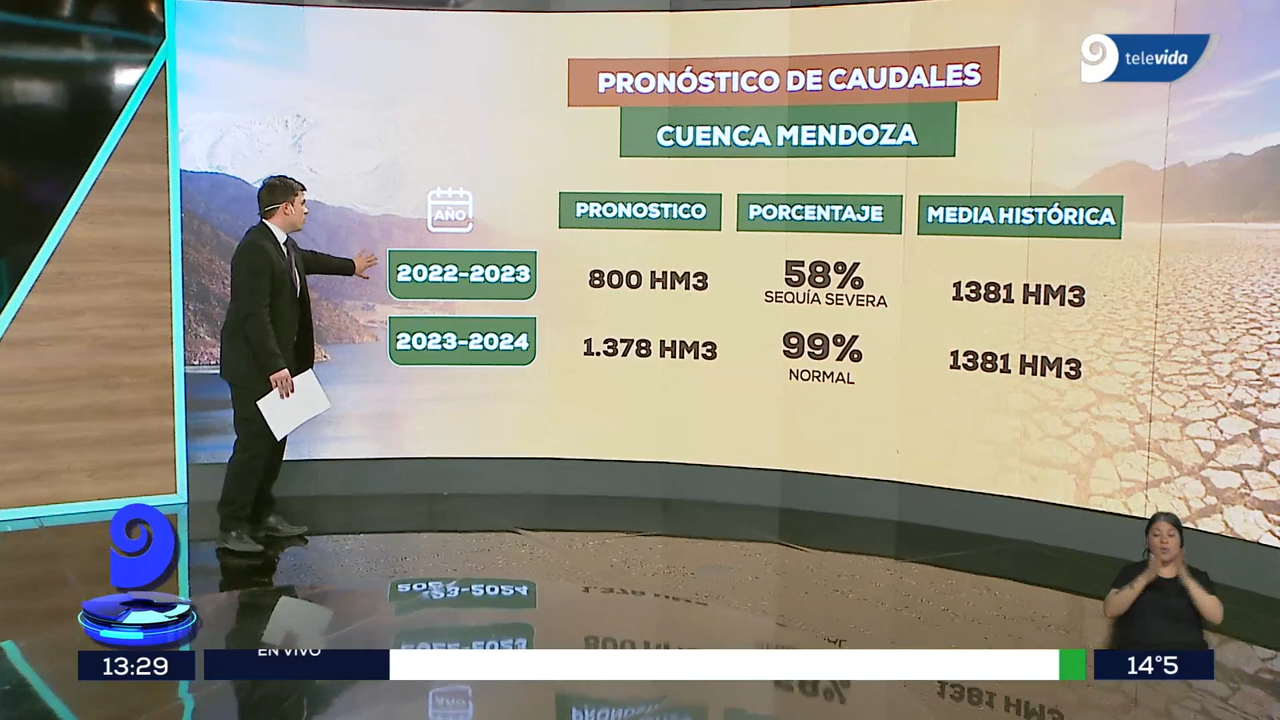 PRONÓSTICO DE CAUDALES
CUENCA MENDOZA
televida
AÑO
PRONOSTICO
PORCENTAJE
MEDIA HISTÓRICA
2022-2023
800 HM3
58%
SEQUÍA SEVERA
1381 HM3
2023-2024
1.378 HM3
99%
NORMAL
1381 HM3
13:29
EN VIVO
14°5